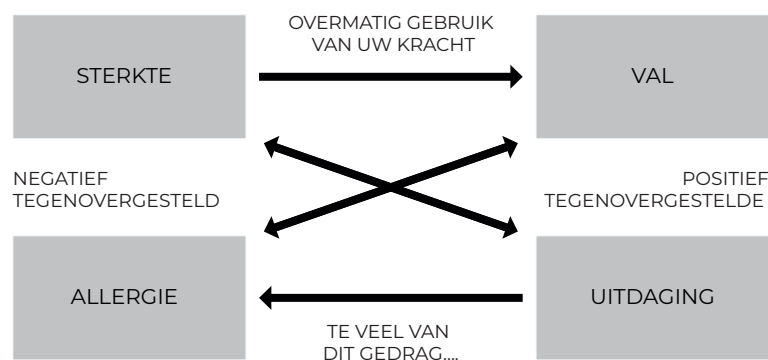 OVERMATIG GEBRUIK
VAN UW KRACHT
STERKTE
VAL
NEGATIEF
TEGENOVERGESTELD
POSITIEF
TEGENOVERGESTELDE
ALLERGIE
UITDAGING
TE VEEL VAN
DIT GEDRAG....